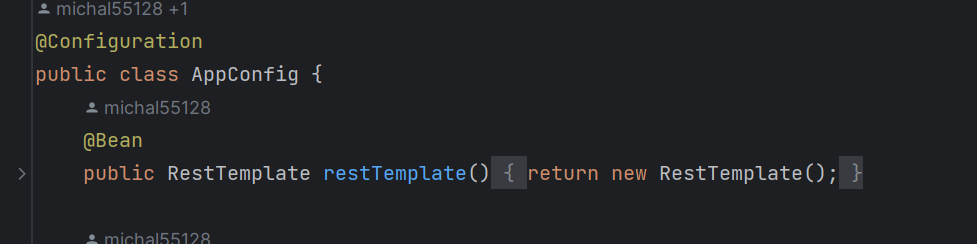 michal55128 +1
@Configuration
public class AppConfig {
michal55128
@Bean
public RestTemplate restTemplate() { return new RestTemplate(); }
michal55128